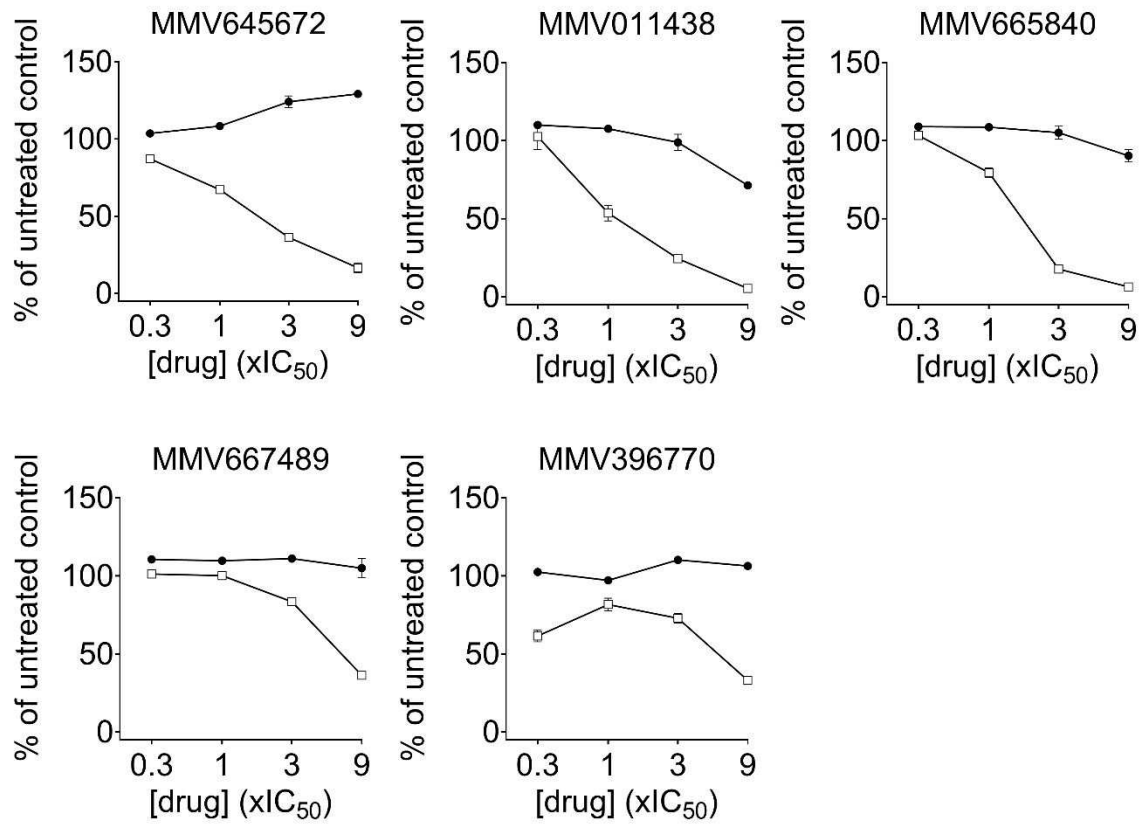 MMV645672
MMV011438
MMV665840
% of untreated control
150
100
50
0
0.3 1 3 9
[drug] (xIC50)
% of untreated control
150
100
50
0
0.3 1 3 9
[drug] (xIC50)
% of untreated control
150
100
50
0
0.3 1 3 9
[drug] (xIC50)
MMV667489
MMV396770
% of untreated control
150
100
50
0
0.3 1 3 9
[drug] (xIC50)
% of untreated control
150
100
50
0
0.3 1 3 9
[drug] (xIC50)